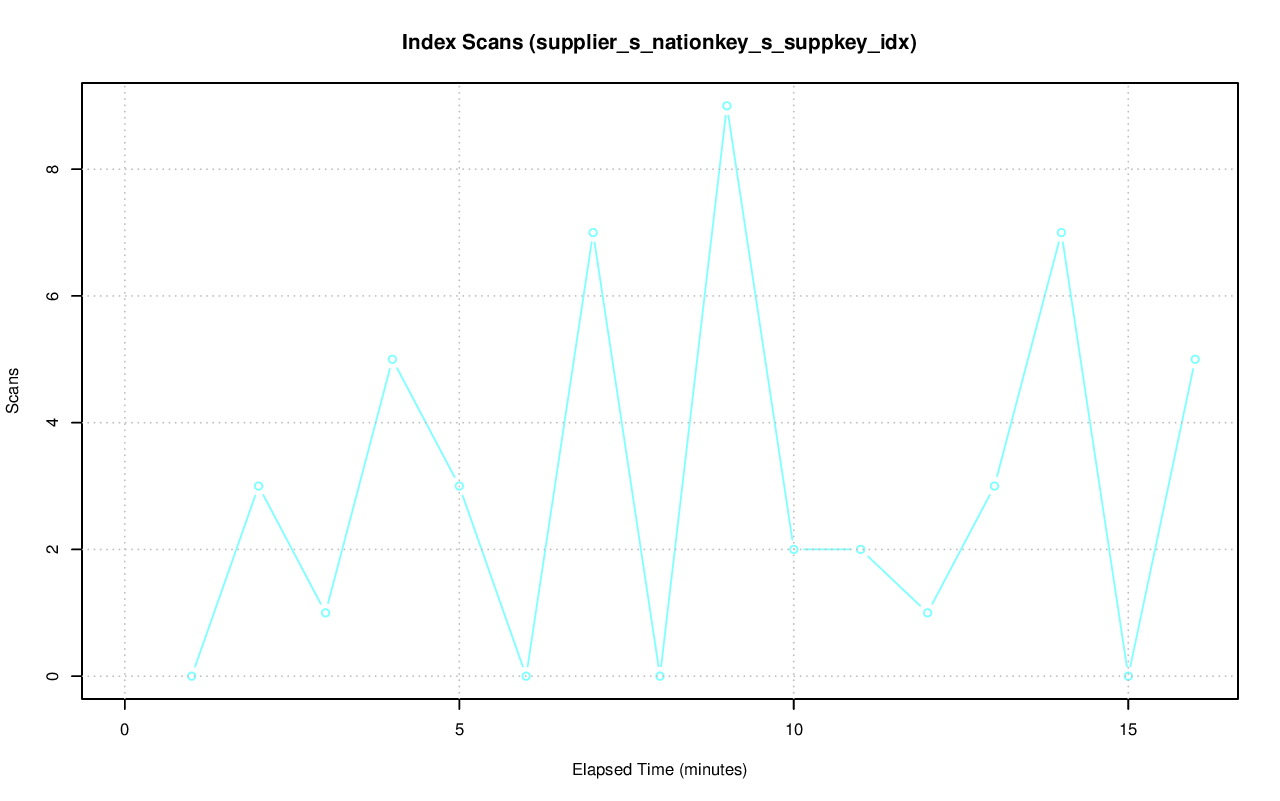 Index Scans (supplier_s_nationkey_s_suppkey_idx)
Scans
8
6
4
2
0
0 5 10 15
Elapsed Time (minutes)